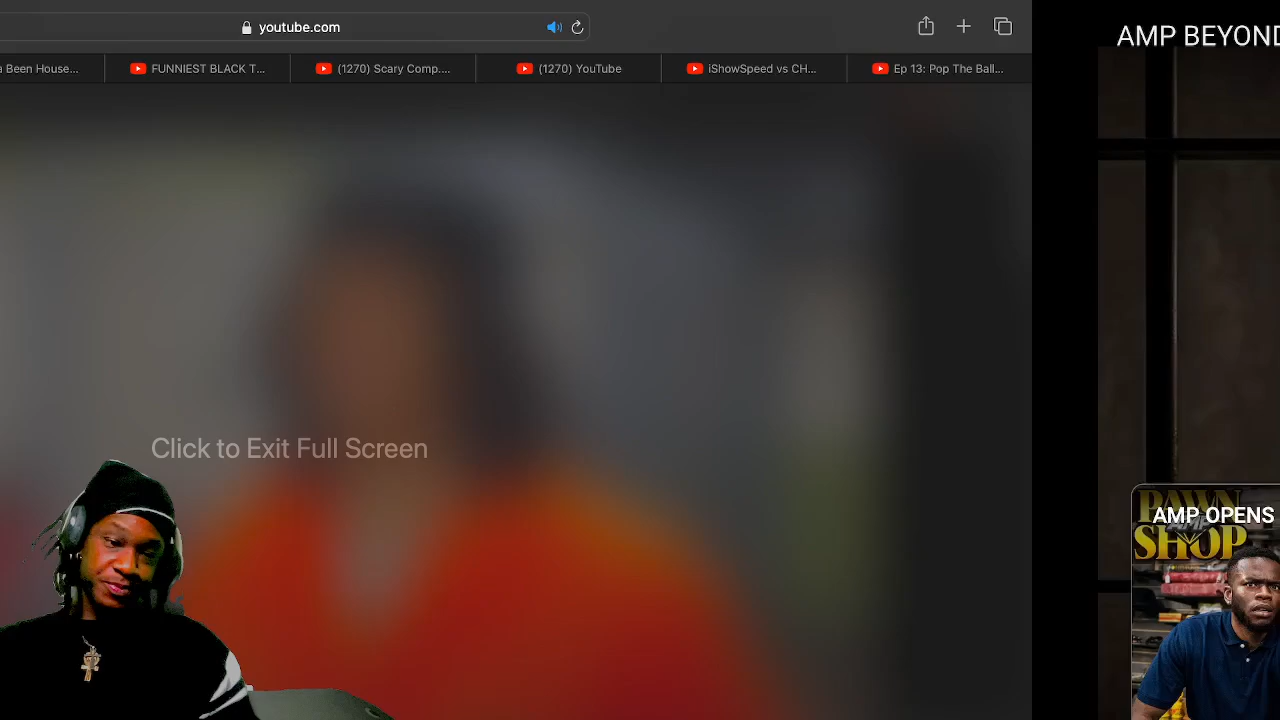 youtube.com
a Been House...
FUNNIEST BLACK T...
(1270) Scary Comp....
(1270) YouTube
iShowSpeed vs CH...
Ep 13: Pop The Ball...
AMP BEYOND
Click to Exit Full Screen
PAWN
AMP OPENS
SHOP